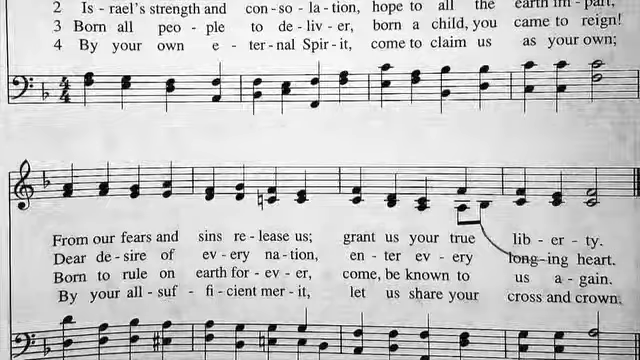 2 Is - rael's strength and con - so - la - tion, hope to all the earth im - part,
3 Born all peo - ple to de - liv - er, born a child, you came to reign!
4 By your own e - ter - nal Spir - it, come to claim us as your own;
From our fears and sins re - lease us; grant us your true lib - er - ty.
Dear de - sire of ev - ery na - tion, en - ter ev - ery long - ing heart.
Born to rule on earth for - ev - er, come, be known to us a - gain.
By your all - suf - fi - cient mer - it, let us share your cross and crown.